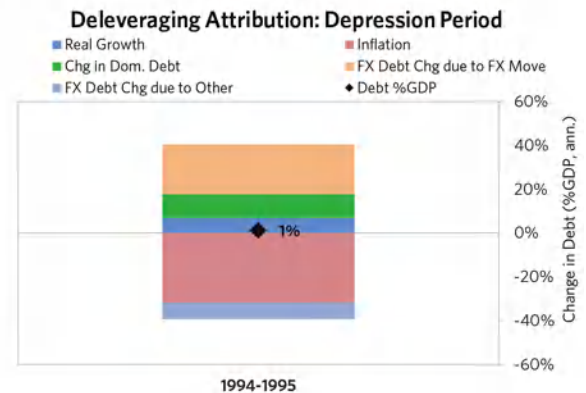 Deleveraging Attribution: Depression Period
Real Growth
Inflation
Chg in Dom. Debt
FX Debt Chg due to FX Move
FX Debt Chg due to Other
Debt %GDP
60%
40%
20%
0%
-20%
-40%
-60%
Change in Debt (%GDP, ann.)
1%
1994-1995